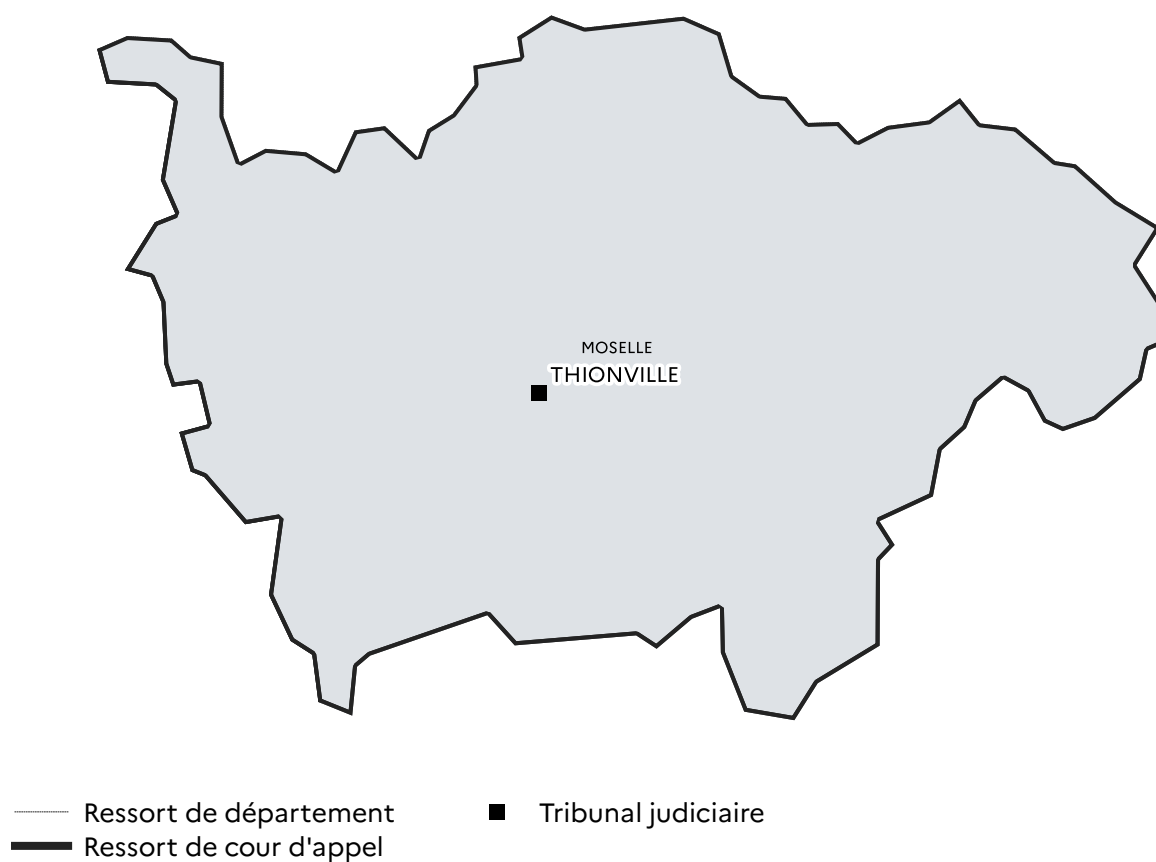 MOSELLE
THIONVILLE
Ressort de département
Tribunal judiciaire
Ressort de cour d'appel